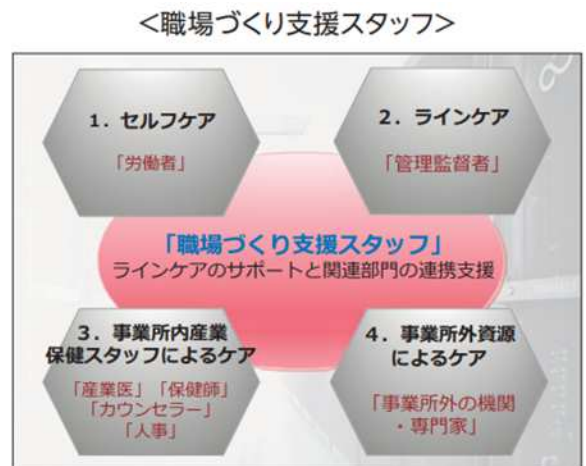 ＜職場づくり支援スタッフ＞
1．セルフケア
「労働者」
2．ラインケア
「管理監督者」
「職場づくり支援スタッフ」
ラインケアのサポートと関連部門の連携支援
3．事業所内産業
保健スタッフによるケア
「産業医」「保健師」
「カウンセラー」
「人事」
4．事業所外資源
によるケア
「事業所外の機関
・専門家」